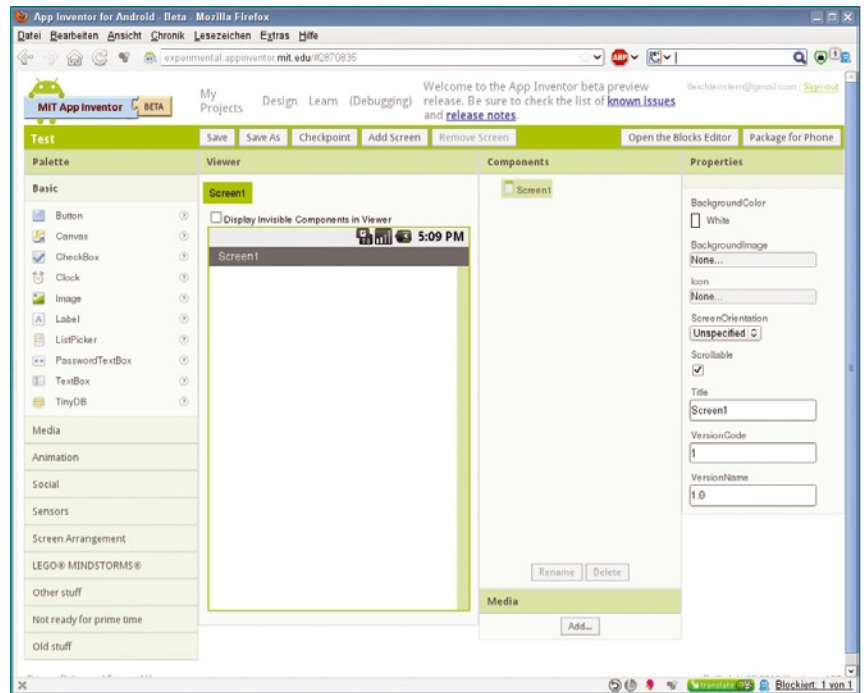 App Inventor for Android - Beta - Mozilla Firefox
Datei Bearbeiten Ansicht Chronik Lesezeichen Extras Hilfe
experimental.appinventor.mit.edu/#2870835
ABP
MIT App Inventor BETA
My Projects
Design Learn (Debugging)
Welcome to the App Inventor beta preview
release. Be sure to check the list of known issues
and release notes.
Sign out
Test
Save Save As Checkpoint Add Screen Remove Screen Open the Blocks Editor Package for Phone
Palette
Basic
Button
Canvas
CheckBox
Clock
Image
Label
ListPicker
PasswordTextBox
TextBox
TinyDB
Media
Animation
Social
Sensors
Screen Arrangement
LEGO® MINDSTORMS®
Other stuff
Not ready for prime time
Old stuff
Viewer
Screen1
Display Invisible Components in Viewer
5:09 PM
Screen1
Components
Screen1
Rename Delete
Media
Add...
Properties
BackgroundColor
White
BackgroundImage
None...
Icon
None...
ScreenOrientation
Unspecified
Scrollable
Title
Screen1
VersionCode
1
VersionName
1.0
translate
Blockiert: 1 von 1